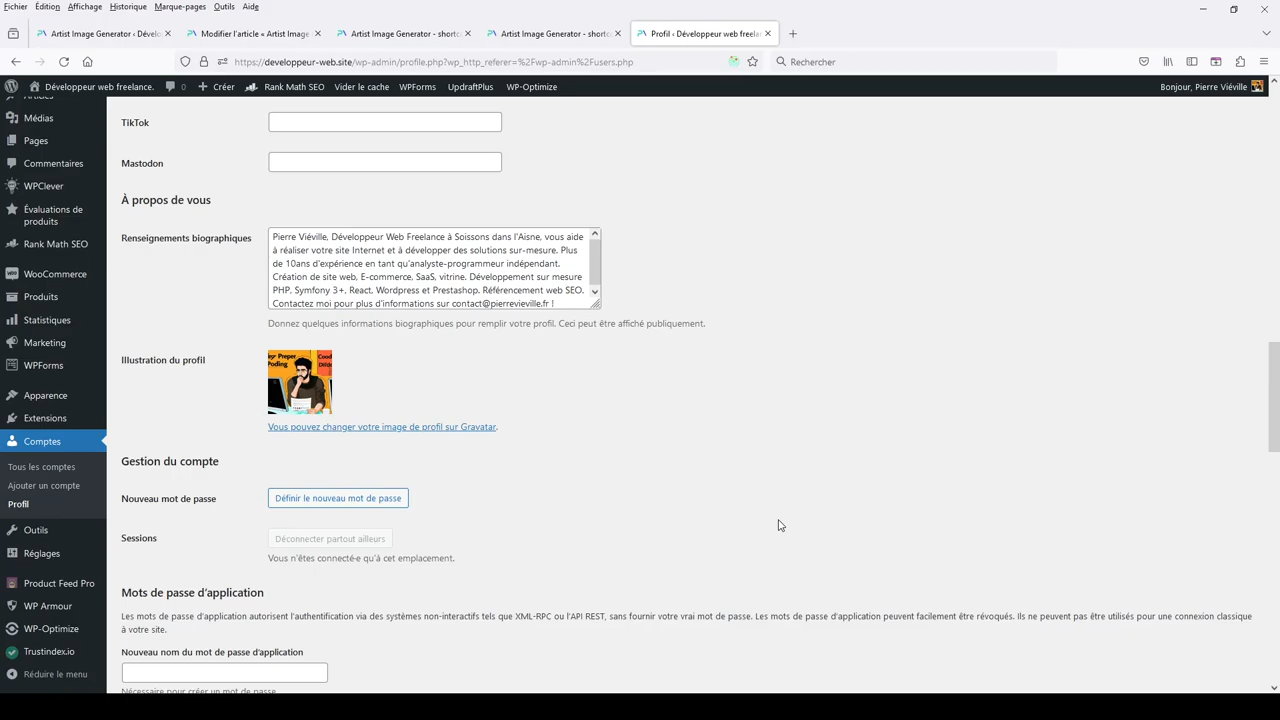 Fichier Édition Affichage Historique Marque-pages Outils Aide
Artist Image Generator ‹ Dévelo
Modifier l'article « Artist Image
Artist Image Generator - shortc
Artist Image Generator - shortc
Profil ‹ Développeur web freela
https://developpeur-web.site/wp-admin/profile.php?wp_http_referer=%2Fwp-admin%2Fusers.php
Rechercher
Développeur web freelance. 0 Créer Rank Math SEO Vider le cache WPForms UpdraftPlus WP-Optimize Bonjour, Pierre Viéville
Articles
Médias
Pages
Commentaires
WPClever
Évaluations de
produits
Rank Math SEO
WooCommerce
Produits
Statistiques
Marketing
WPForms
Apparence
Extensions
Comptes
Tous les comptes
Ajouter un compte
Profil
Outils
Réglages
Product Feed Pro
WP Armour
WP-Optimize
Trustindex.io
Réduire le menu
TikTok
Mastodon
À propos de vous
Renseignements biographiques
Pierre Viéville, Développeur Web Freelance à Soissons dans l'Aisne, vous aide
à réaliser votre site Internet et à développer des solutions sur-mesure. Plus
de 10ans d'expérience en tant qu'analyste-programmeur indépendant.
Création de site web, E-commerce, SaaS, vitrine. Développement sur mesure
PHP, Symfony 3+, React, Wordpress et Prestashop. Référencement web SEO.
Contactez moi pour plus d'informations sur contact@pierrevieville.fr !
Donnez quelques informations biographiques pour remplir votre profil. Ceci peut être affiché publiquement.
Illustration du profil
Vous pouvez changer votre image de profil sur Gravatar.
Gestion du compte
Nouveau mot de passe
Définir le nouveau mot de passe
Sessions
Déconnecter partout ailleurs
Vous n'êtes connecté·e qu'à cet emplacement.
Mots de passe d'application
Les mots de passe d'application autorisent l'authentification via des systèmes non-interactifs tels que XML-RPC ou l'API REST, sans fournir votre vrai mot de passe. Les mots de passe d'application peuvent facilement être révoqués. Ils ne peuvent pas être utilisés pour une connexion classique
à votre site.
Nouveau nom du mot de passe d'application
Nécessaire pour créer un mot de passe